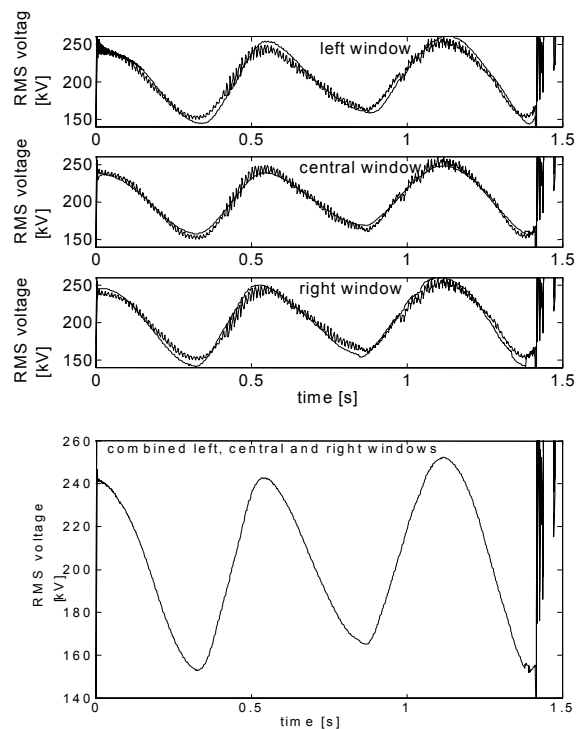 RMS voltag
[kV]
250
200
150
left window
0
0.5
1
1.5
RMS voltage
[kV]
250
200
150
central window
0
0.5
1
1.5
RMS voltage
[kV]
250
200
150
right window
0
0.5
1
1.5
time [s]
RMS voltage
[kV]
260
240
220
200
180
160
140
combined left, central and right windows
0
0.5
1
1.5
time [s]